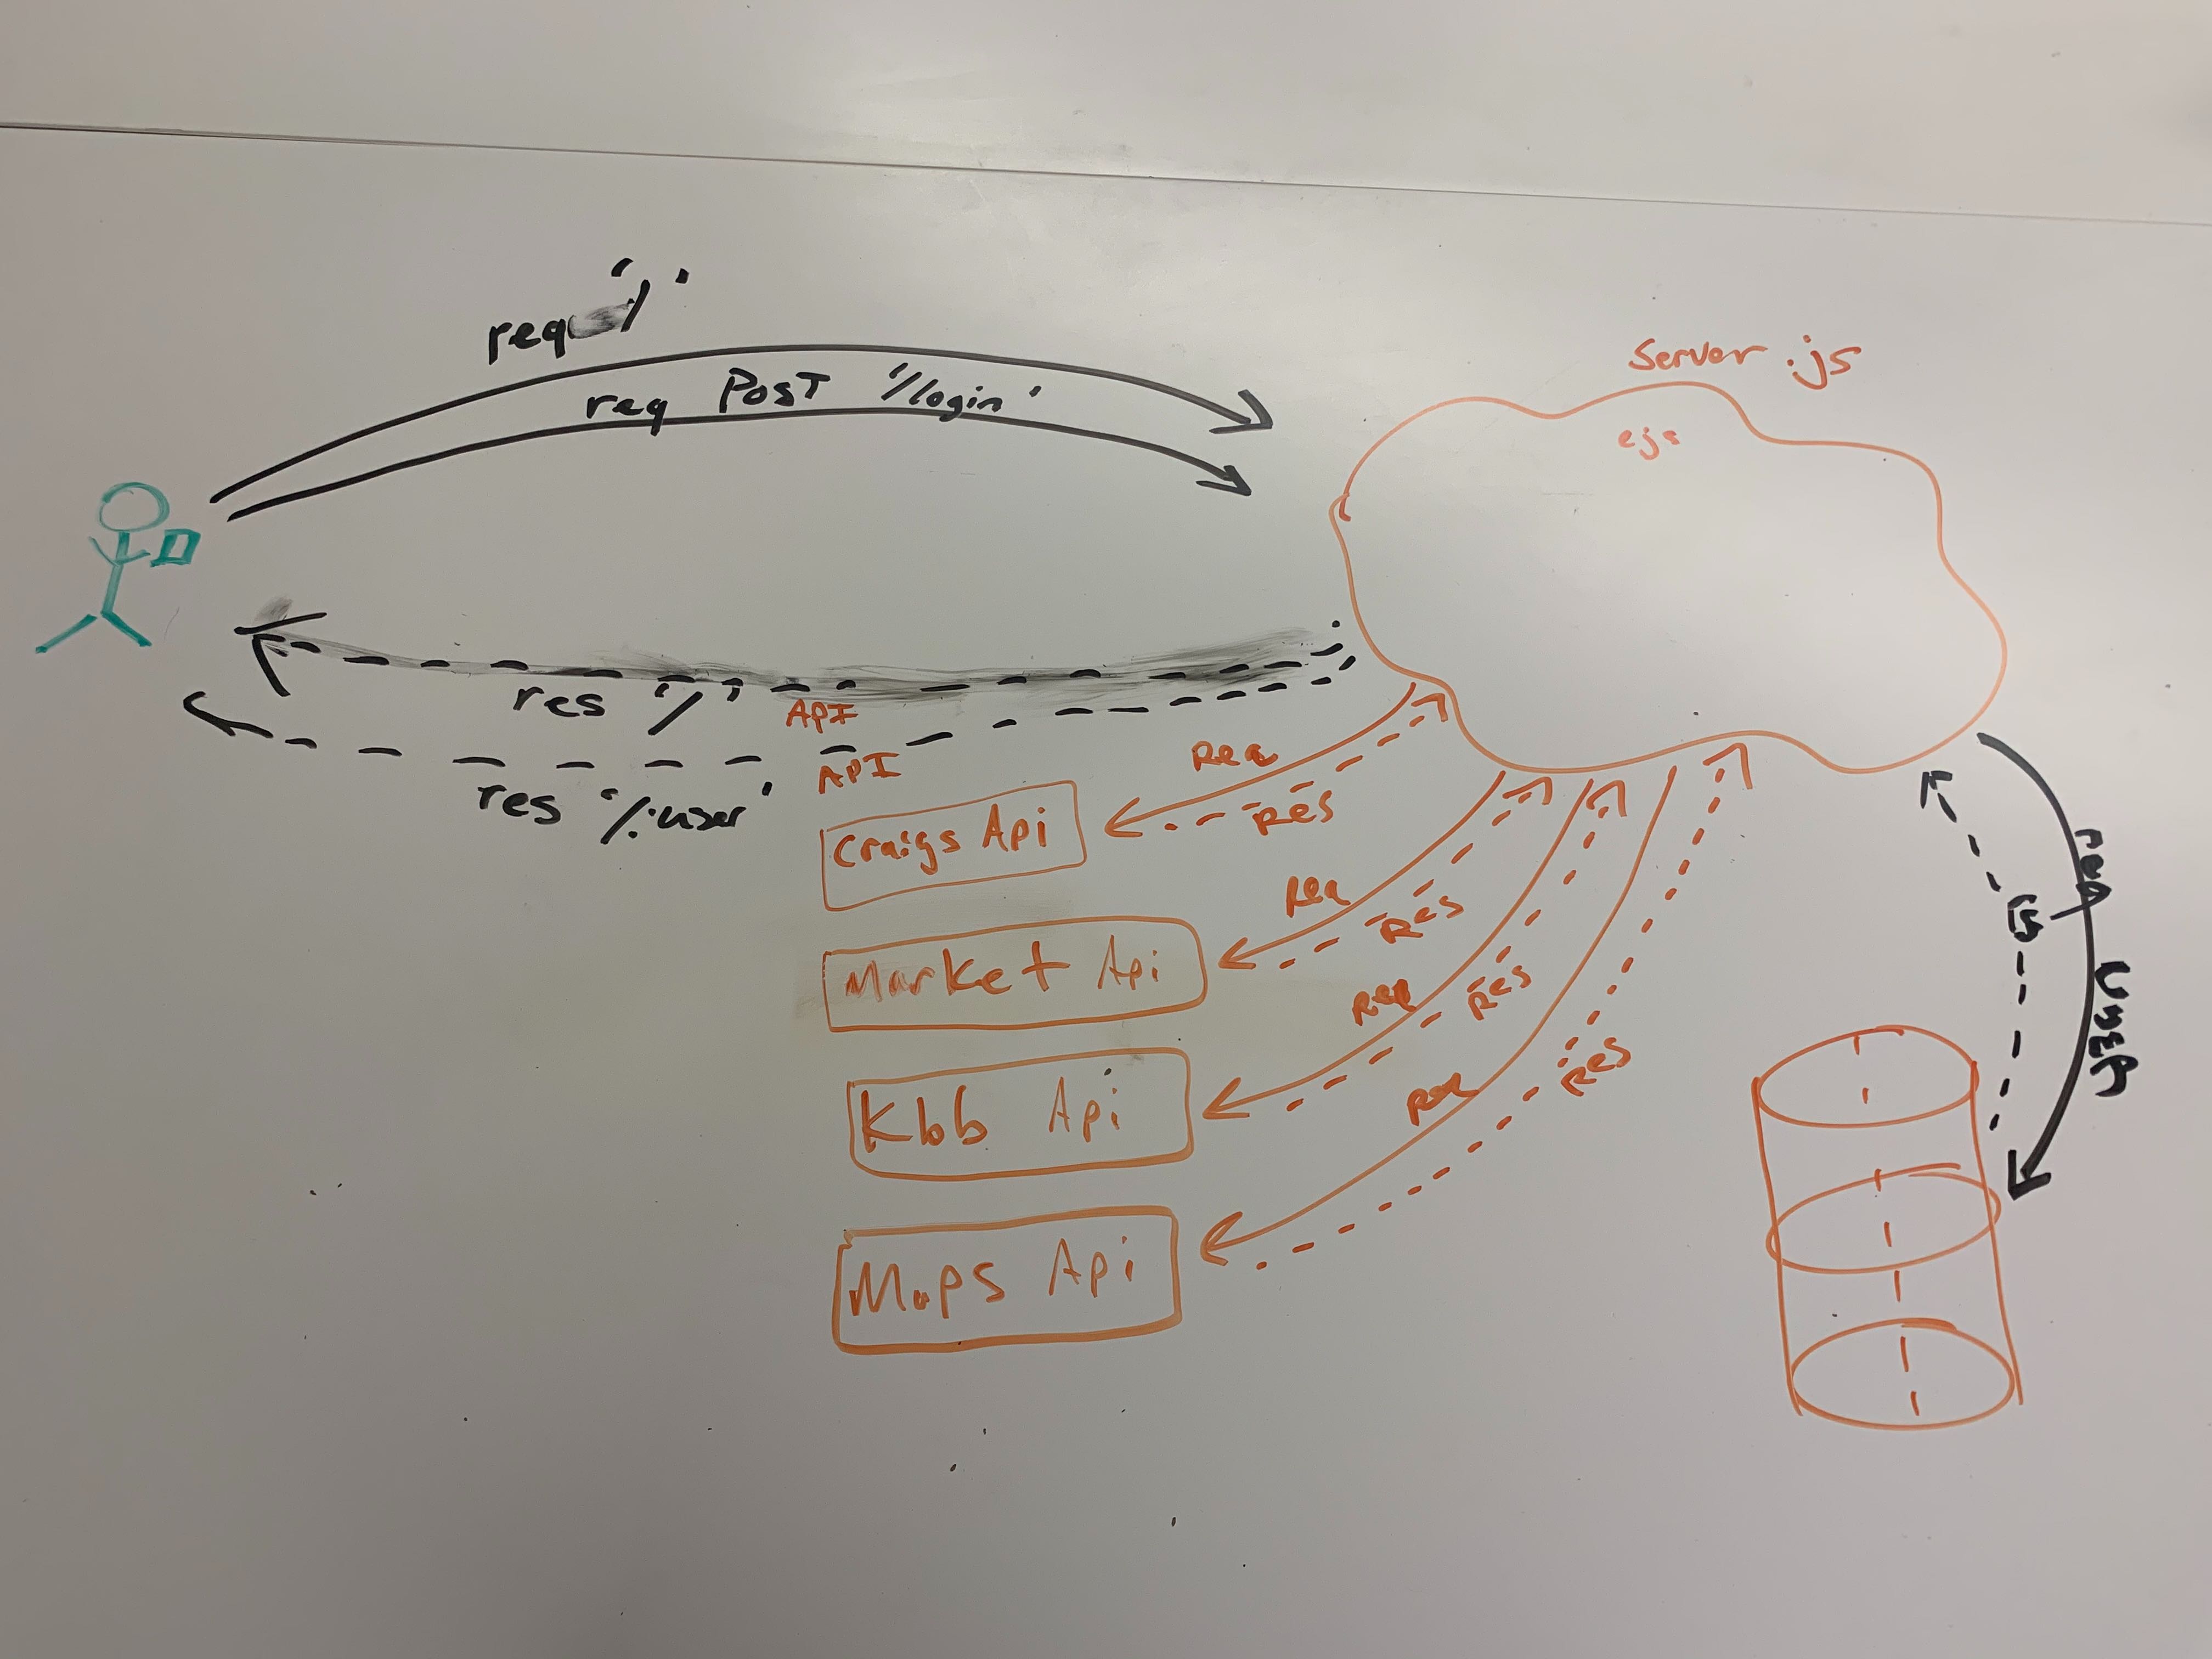 req '/'
req POST '/login'
Server.js
ejs
res '/'
API
API
res '/:user'
Req
Res
Craigs Api
Req
Res
Market Api
Req
Res
Kbb Api
Req
Res
Maps Api
req user
res